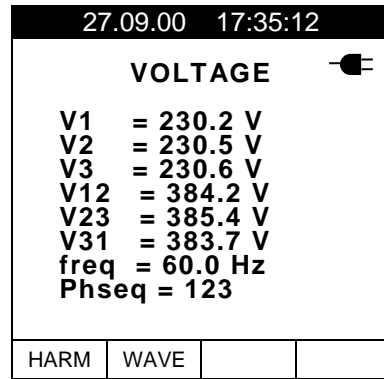 27.09.00 17:35:12
VOLTAGE
V1 = 230.2 V
V2 = 230.5 V
V3 = 230.6 V
V12 = 384.2 V
V23 = 385.4 V
V31 = 383.7 V
freq = 60.0 Hz
Phseq = 123
HARM WAVE